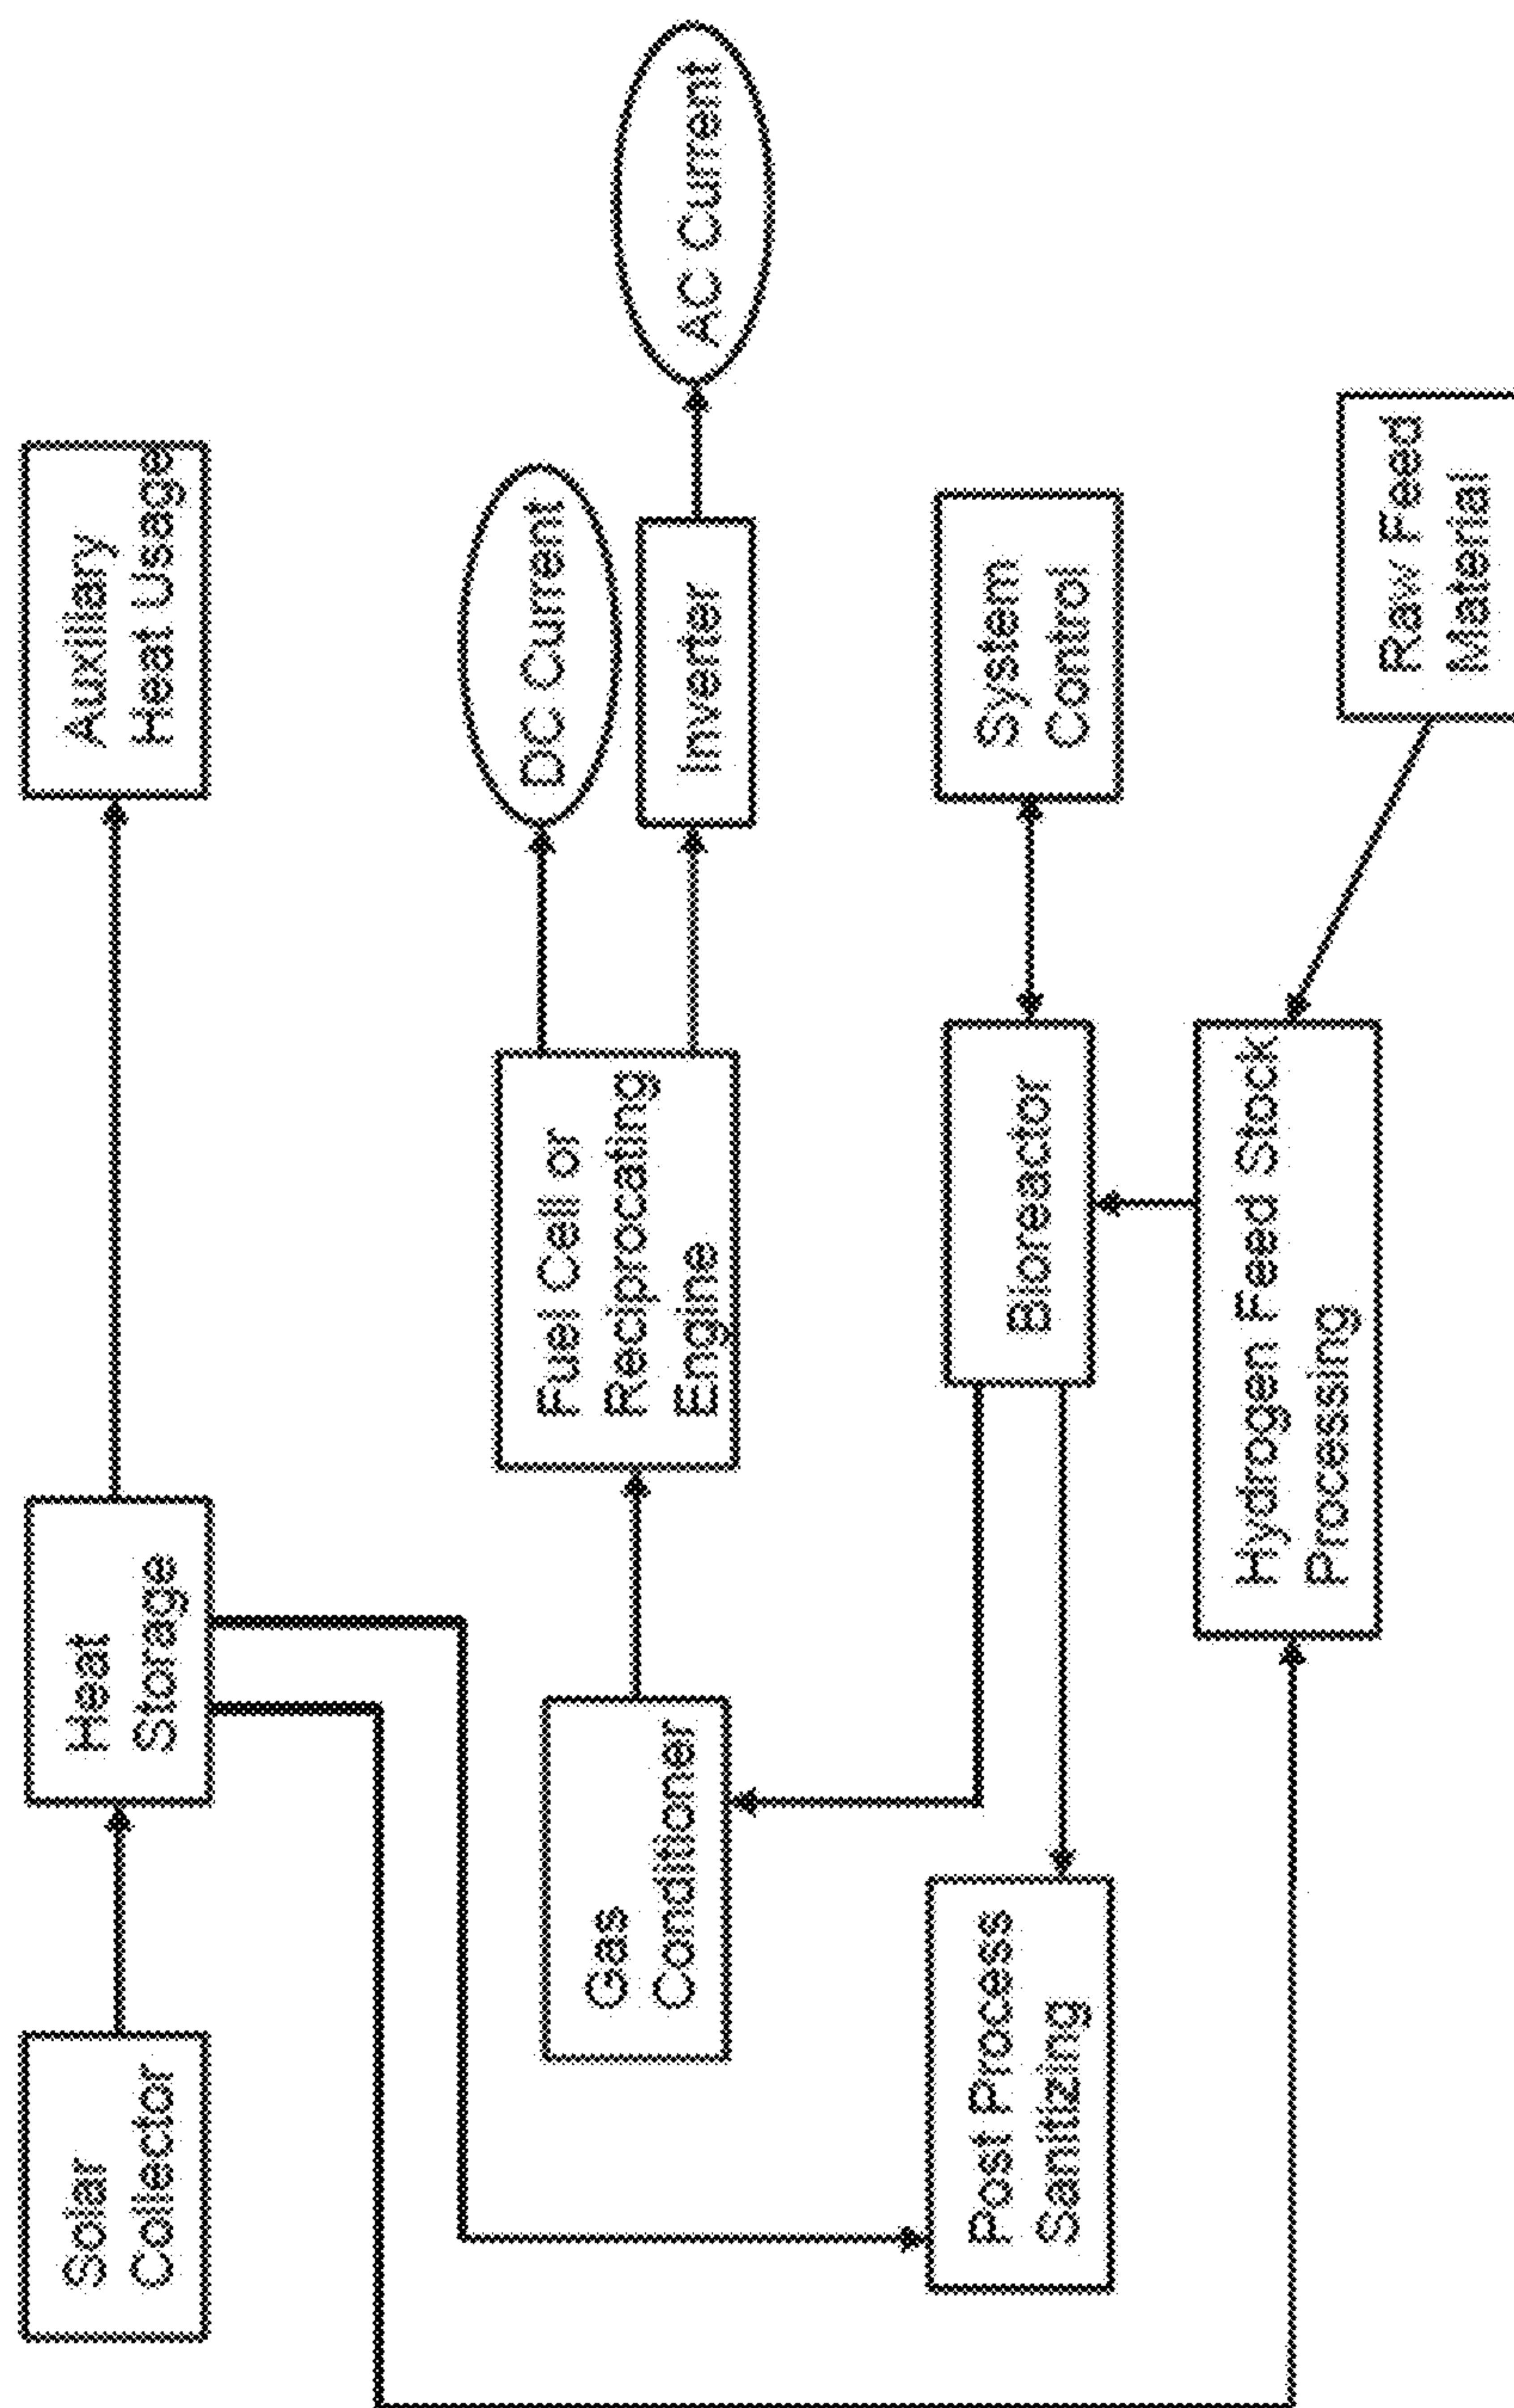 Solar
Collector
Heat
Storage
Auxiliary
Heat Usage
Gas
Conditioner
Fuel Cell or
Reciprocating
Engine
DC Current
Inverter
AC Current
Post Process
Sanitizing
Bioreactor
System
Control
Hydrogen Feed Stock
Processing
Raw Feed
Material